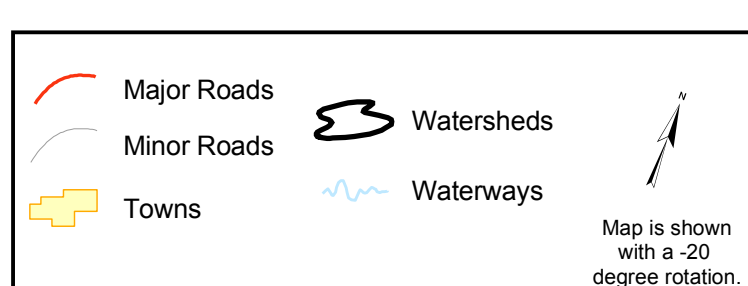 Major Roads
Minor Roads
Towns
Watersheds
Waterways
N
Map is shown
with a -20
degree rotation.